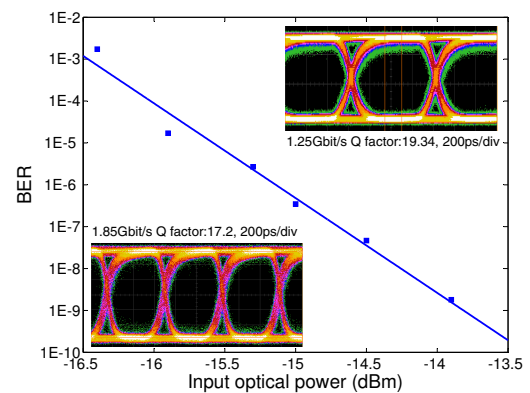 1E-2
1E-3
1E-4
1E-5
1E-6
1E-7
1E-8
1E-9
1E-10
BER
1.25Gbit/s Q factor:19.34, 200ps/div
1.85Gbit/s Q factor:17.2, 200ps/div
-16.5 -16 -15.5 -15 -14.5 -14 -13.5
Input optical power (dBm)